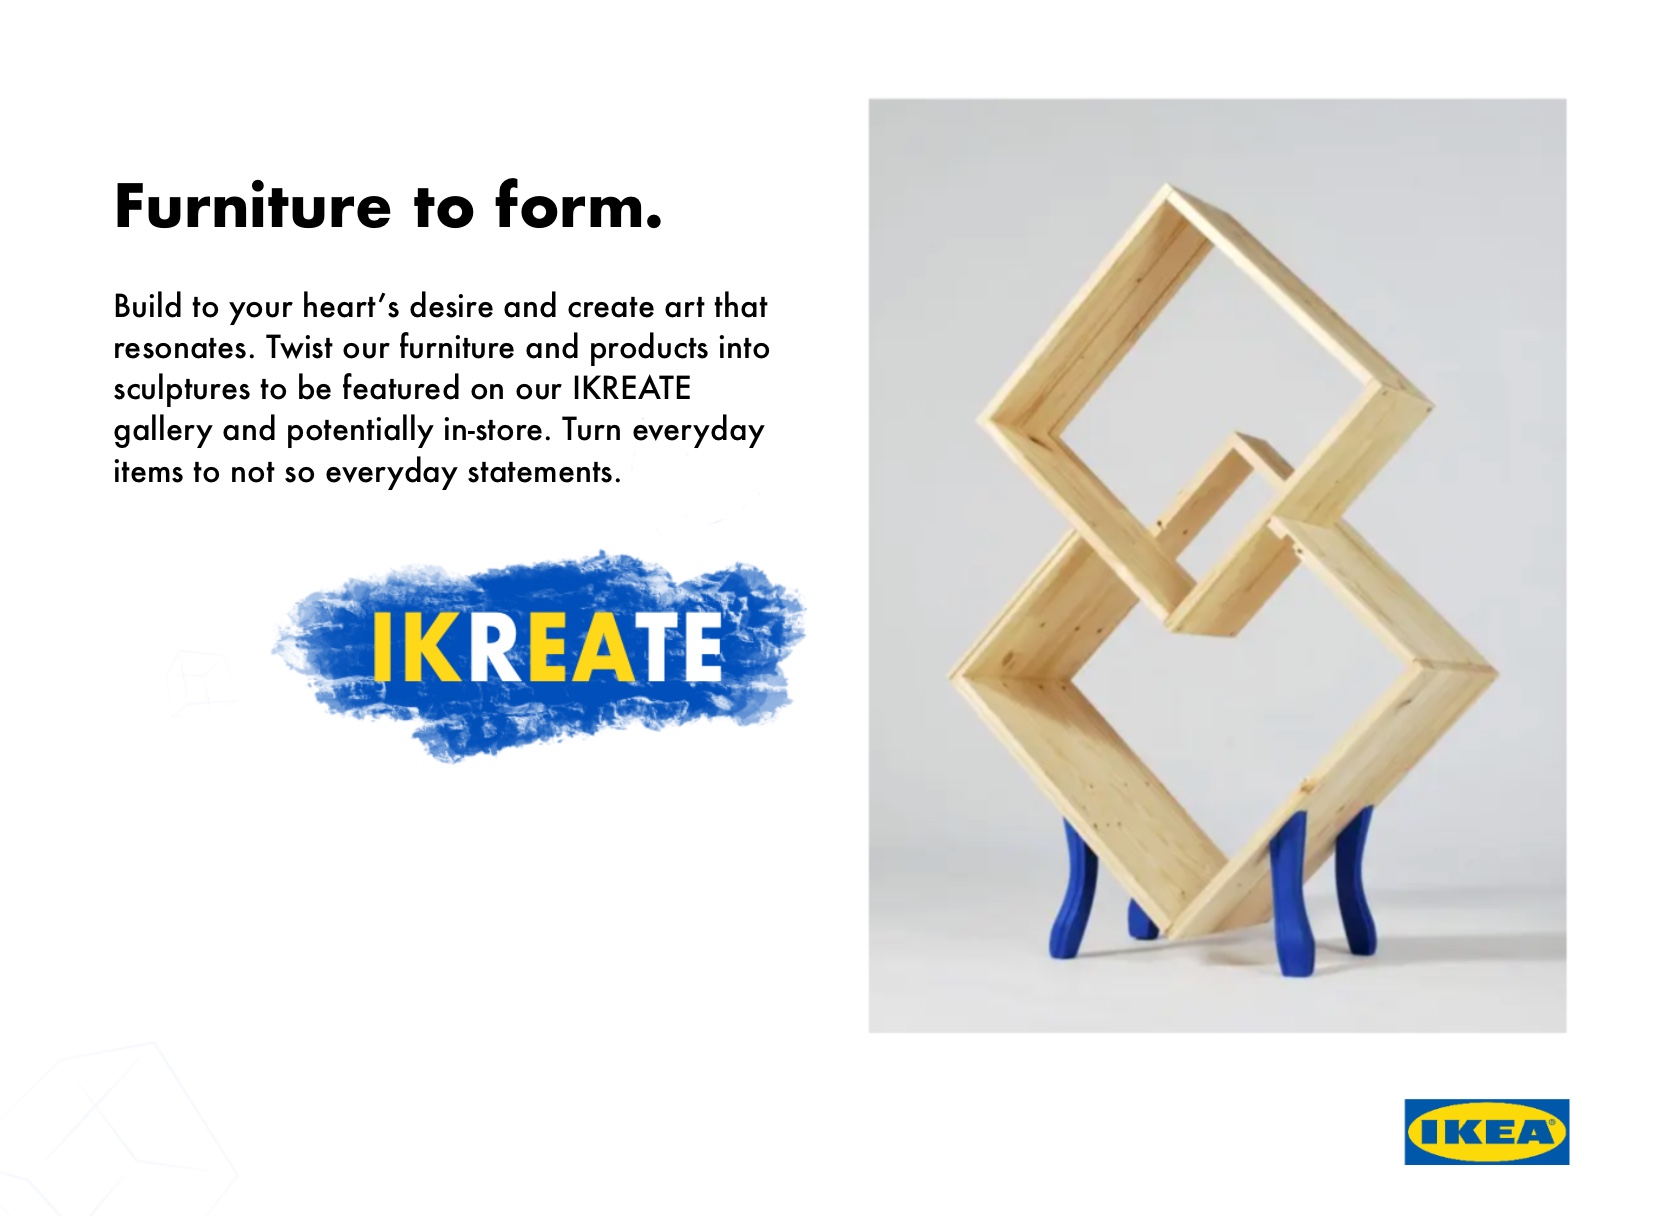 Furniture to form.
Build to your heart’s desire and create art that
resonates. Twist our furniture and products into
sculptures to be featured on our IKREATE
gallery and potentially in-store. Turn everyday
items to not so everyday statements.
IKREATE
IKEA®